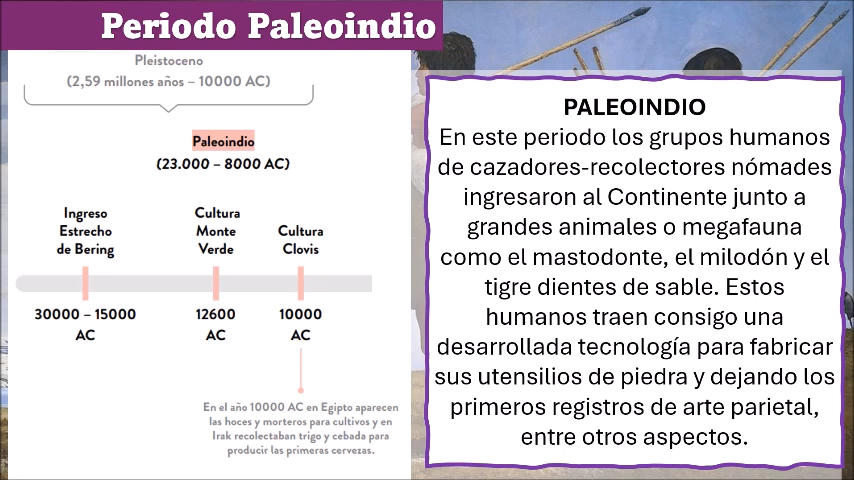 Periodo Paleoindio
Pleistoceno
(2,59 millones años – 10000 AC)
Paleoindio
(23.000 – 8000 AC)
Ingreso
Estrecho
de Bering
Cultura
Monte
Verde
Cultura
Clovis
30000 – 15000
AC
12600
AC
10000
AC
En el año 10000 AC en Egipto aparecen
las hoces y morteros para cultivos y en
Irak recolectaban trigo y cebada para
producir las primeras cervezas.
PALEOINDIO
En este periodo los grupos humanos
de cazadores-recolectores nómades
ingresaron al Continente junto a
grandes animales o megafauna
como el mastodonte, el milodón y el
tigre dientes de sable. Estos
humanos traen consigo una
desarrollada tecnología para fabricar
sus utensilios de piedra y dejando los
primeros registros de arte parietal,
entre otros aspectos.